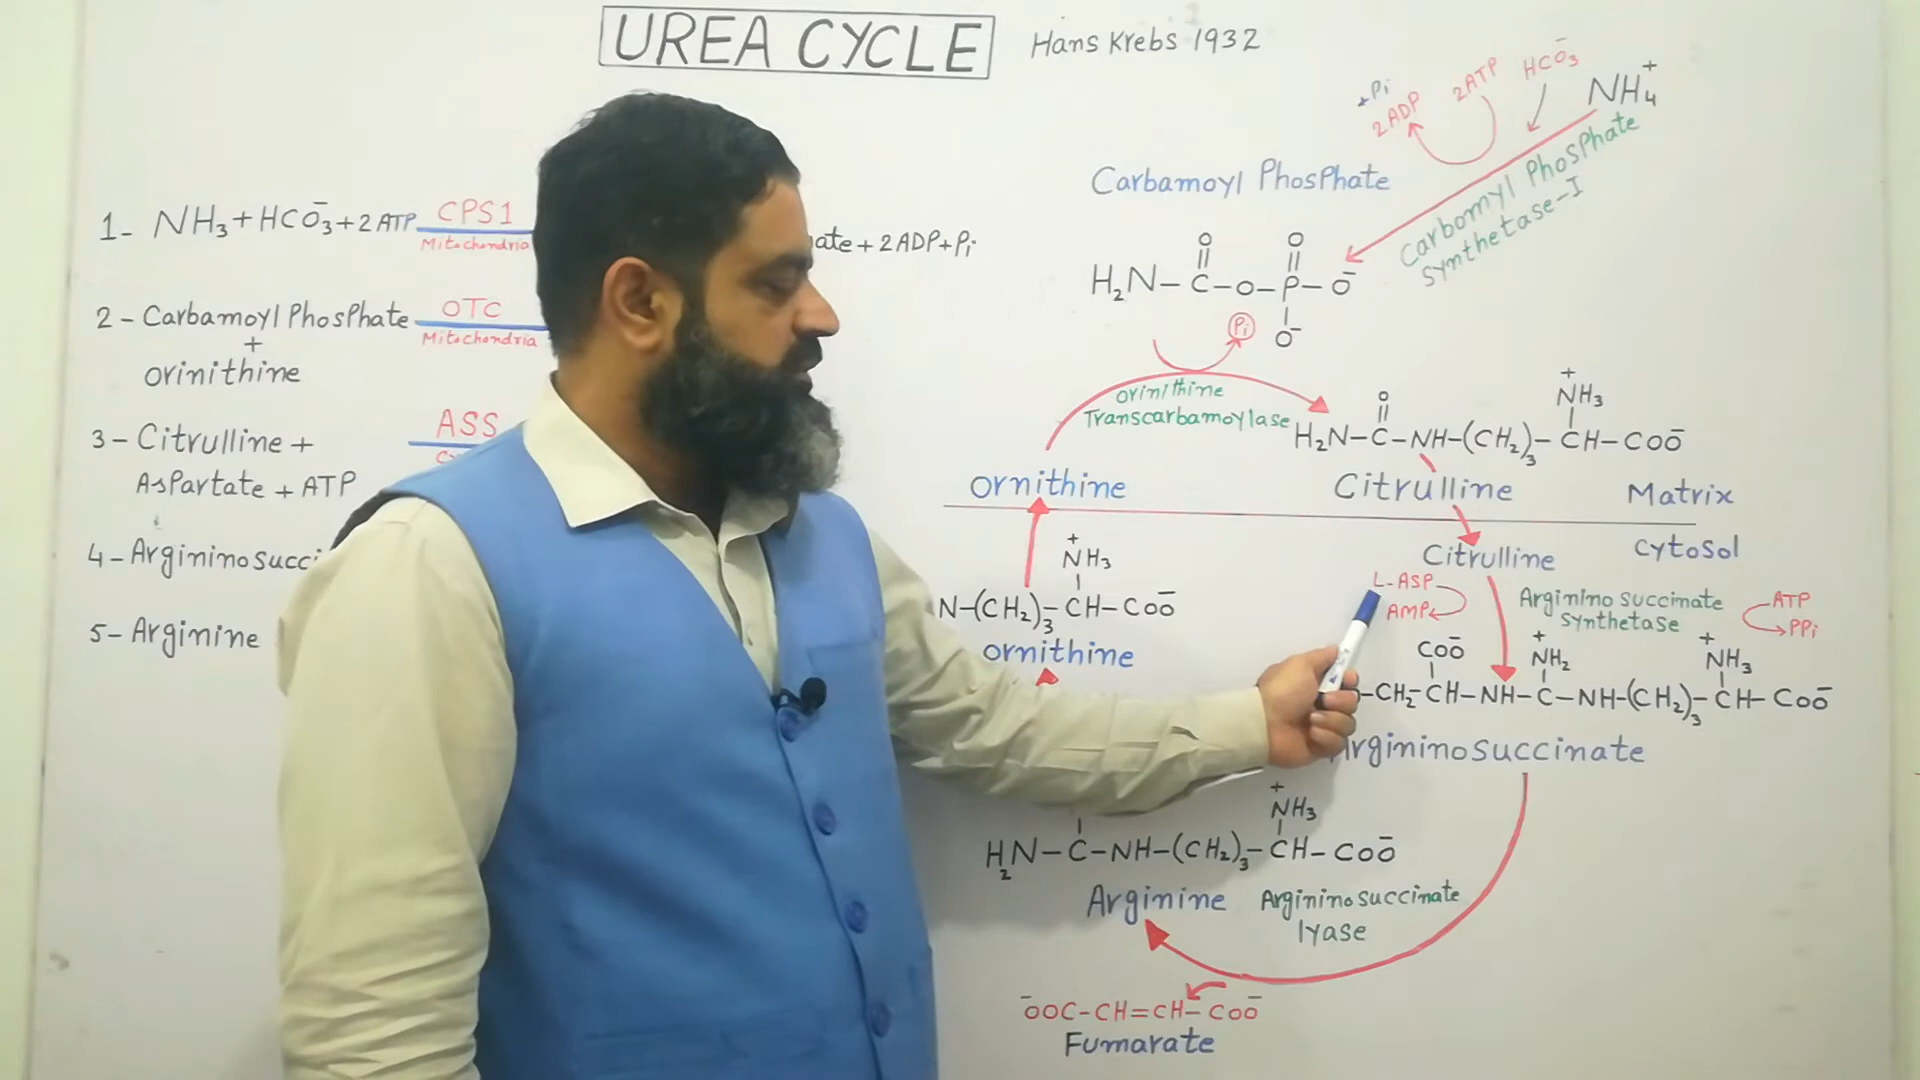 UREA CYCLE
Hans Krebs 1932
1- NH₃+HCO₃⁻+2ATP CPS1
Mitochondria
ate+2ADP+Pi
2- Carbamoyl Phosphate OTC
Mitochondria
+
orinithine
3- Citrulline + ASS
Aspartate + ATP
4- Argininosucci
5- Arginine
+Pi
2ADP
2ATP
HCO₃⁻
NH₄⁺
Carbomyl Phosphate
Synthetase-I
Carbamoyl Phosphate
O O
H₂N-C-O-P-O⁻
O⁻
Pi
orinithine
Transcarbamoylase
O
⁺NH₃
H₂N-C-NH-(CH₂)₃-CH-COO⁻
ornithine
Citrulline
Matrix
Citrulline
Cytosol
⁺NH₃
N-(CH₂)₃-CH-COO⁻
ornithine
L-ASP
AMP
Arginino succinate
synthetase
ATP
PPi
COO⁻
⁺NH₂
⁺NH₃
-CH₂-CH-NH-C-NH-(CH₂)₃-CH-COO⁻
rgininosuccinate
⁺NH₃
H₂N-C-NH-(CH₂)₃-CH-COO⁻
Arginine
Argininosuccinate
lyase
⁻OOC-CH=CH-COO⁻
Fumarate